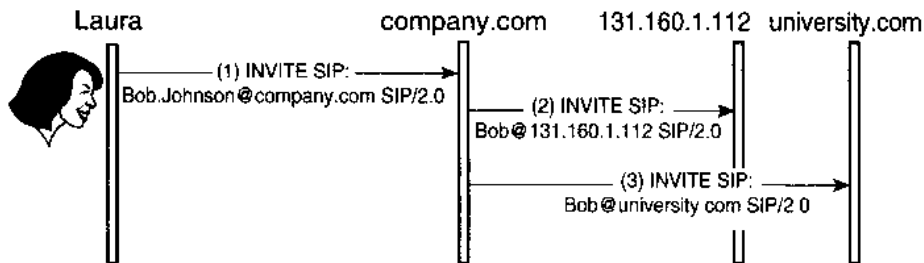 Laura company.com 131.160.1.112 university.com
(1) INVITE SIP:
Bob.Johnson@company.com SIP/2.0
(2) INVITE SIP:
Bob@131.160.1.112 SIP/2.0
(3) INVITE SIP:
Bob@university com SIP/2 0